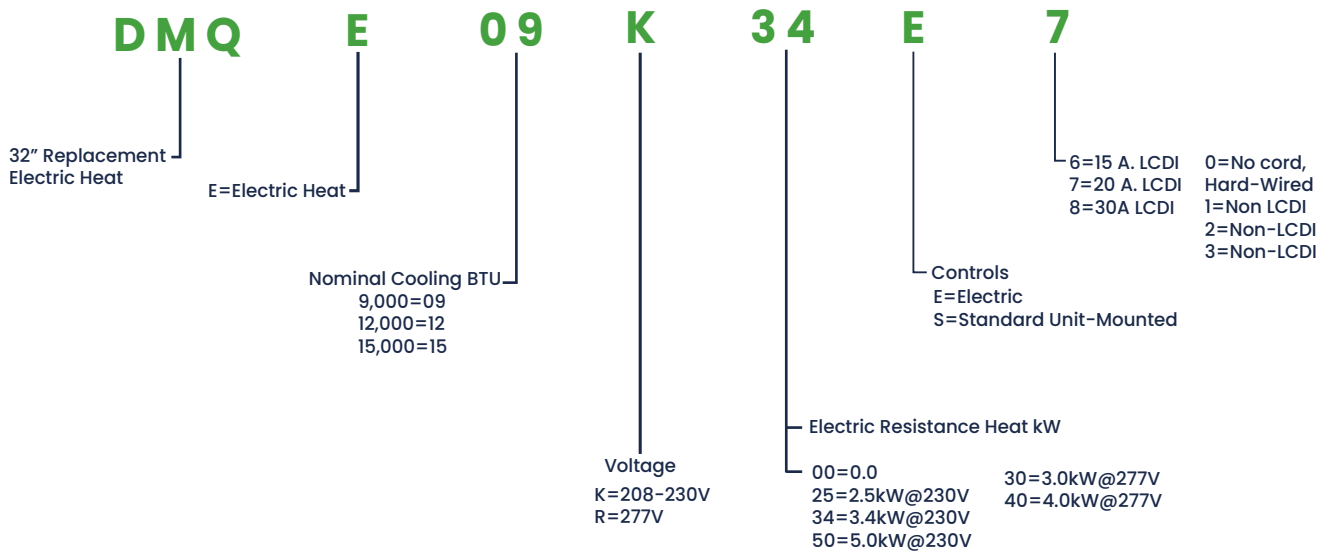 DMQ E 09 K 34 E 7
32” Replacement
Electric Heat
E=Electric Heat
Nominal Cooling BTU
9,000=09
12,000=12
15,000=15
Voltage
K=208-230V
R=277V
Electric Resistance Heat kW
00=0.0
25=2.5kW@230V
34=3.4kW@230V
50=5.0kW@230V
30=3.0kW@277V
40=4.0kW@277V
Controls
E=Electric
S=Standard Unit-Mounted
6=15 A. LCDI
7=20 A. LCDI
8=30A LCDI
0=No cord,
Hard-Wired
1=Non LCDI
2=Non-LCDI
3=Non-LCDI